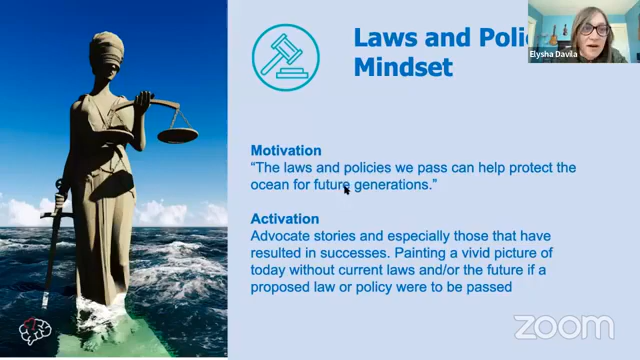 Laws and Poli
Mindset
Elysha Davila
Motivation
“The laws and policies we pass can help protect the
ocean for future generations.”
Activation
Advocate stories and especially those that have
resulted in successes. Painting a vivid picture of
today without current laws and/or the future if a
proposed law or policy were to be passed
zoom